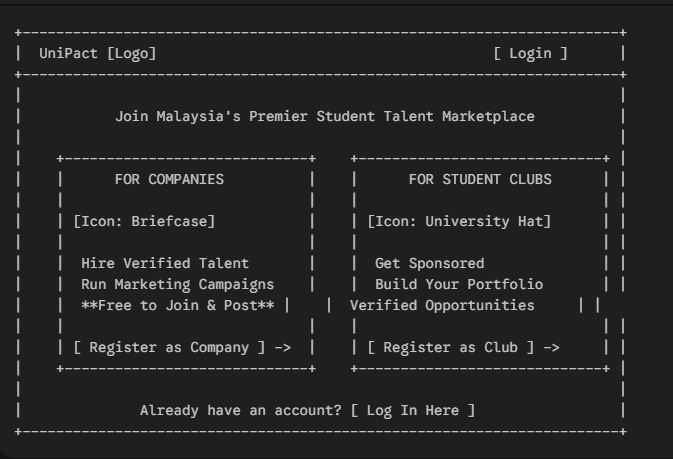 UniPact [Logo] [ Login ]
Join Malaysia's Premier Student Talent Marketplace
FOR COMPANIES FOR STUDENT CLUBS
[Icon: Briefcase] [Icon: University Hat]
Hire Verified Talent Get Sponsored
Run Marketing Campaigns Build Your Portfolio
**Free to Join & Post** Verified Opportunities
[ Register as Company ] -> [ Register as Club ] ->
Already have an account? [ Log In Here ]